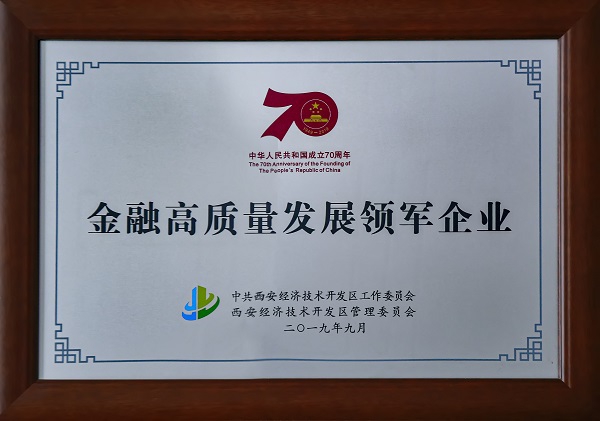 70
1949-2019
中华人民共和国成立70周年
The 70th Anniversary of the Founding of
The People's Republic of China
金融高质量发展领军企业
中共西安经济技术开发区工作委员会
西安经济技术开发区管理委员会
二〇一九年九月